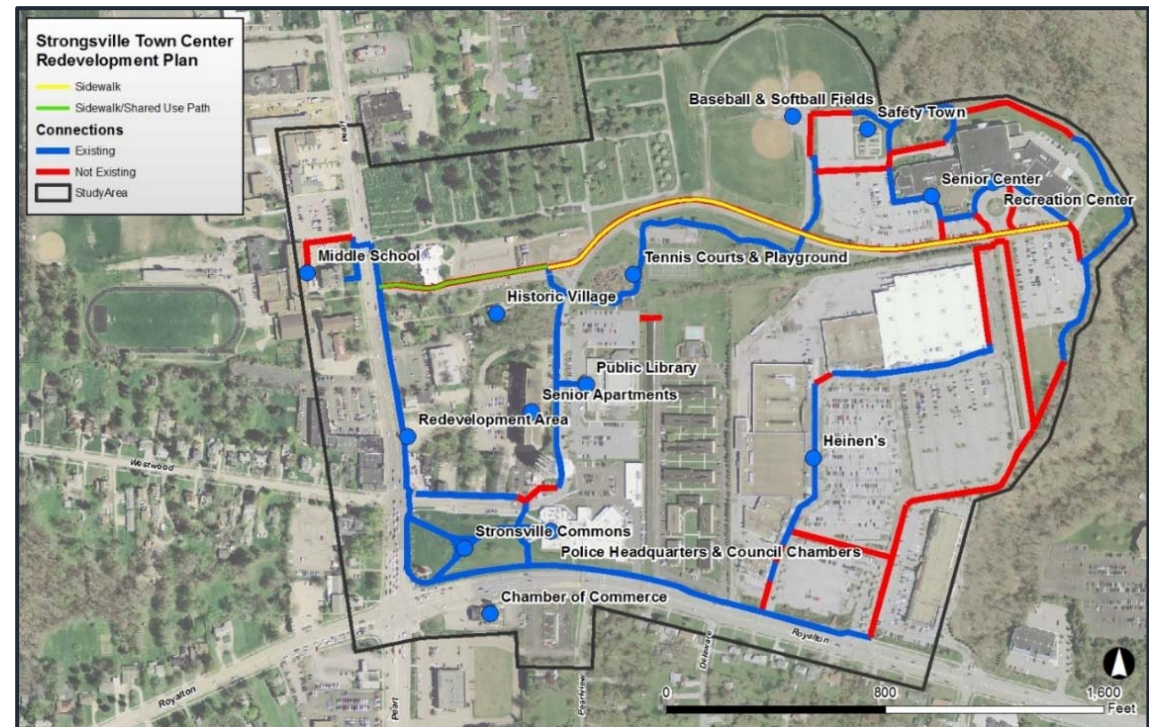 Strongsville Town Center
Redevelopment Plan
Sidewalk
Sidewalk/Shared Use Path
Connections
Existing
Not Existing
StudyArea
Pearl
Baseball & Softball Fields
Safety Town
Senior Center
Recreation Center
Middle School
Tennis Courts & Playground
Historic Village
Public Library
Senior Apartments
Redevelopment Area
Heinen's
Westwood
Stronsville Commons
Police Headquarters & Council Chambers
Chamber of Commerce
Royalton
Delaware
Royalton
Pearl
Pearlview
0 800 1,600
Feet